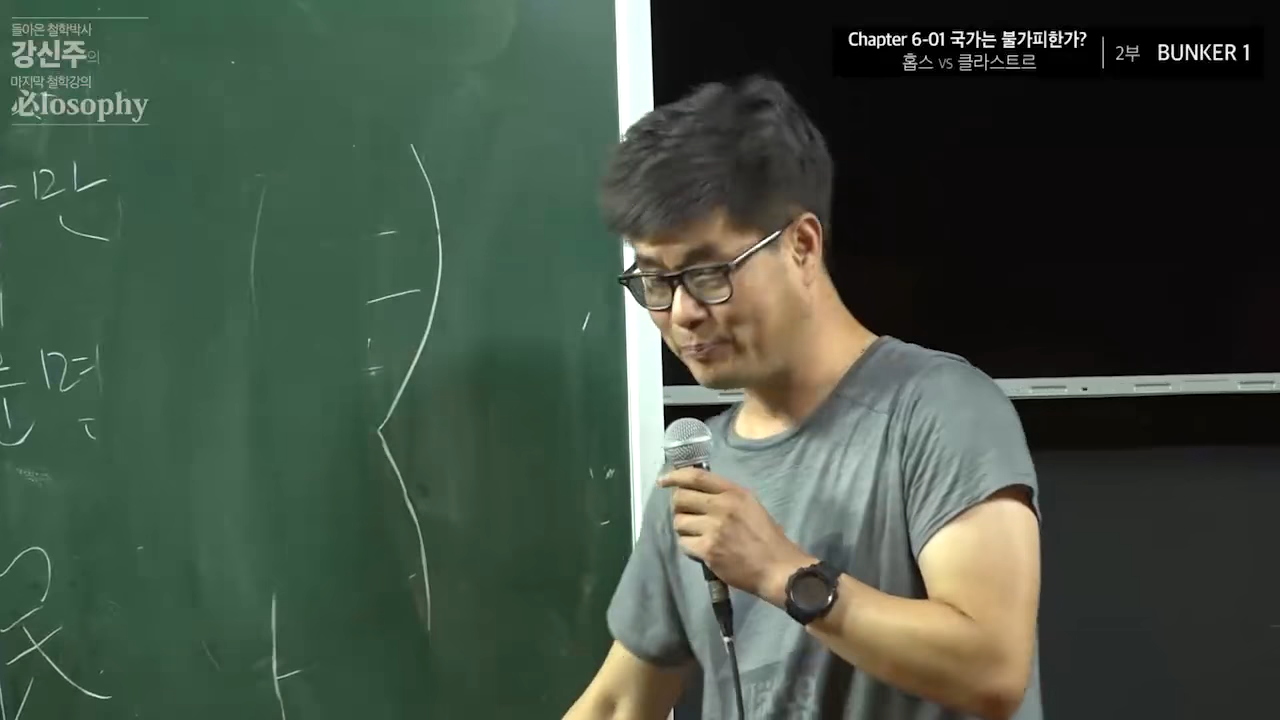 돌아온 철학박사
강신주의
마지막 철학강의
必losophy
Chapter 6-01 국가는 불가피한가?
홉스 vs 클라스트르
2부
BUNKER 1
만
명